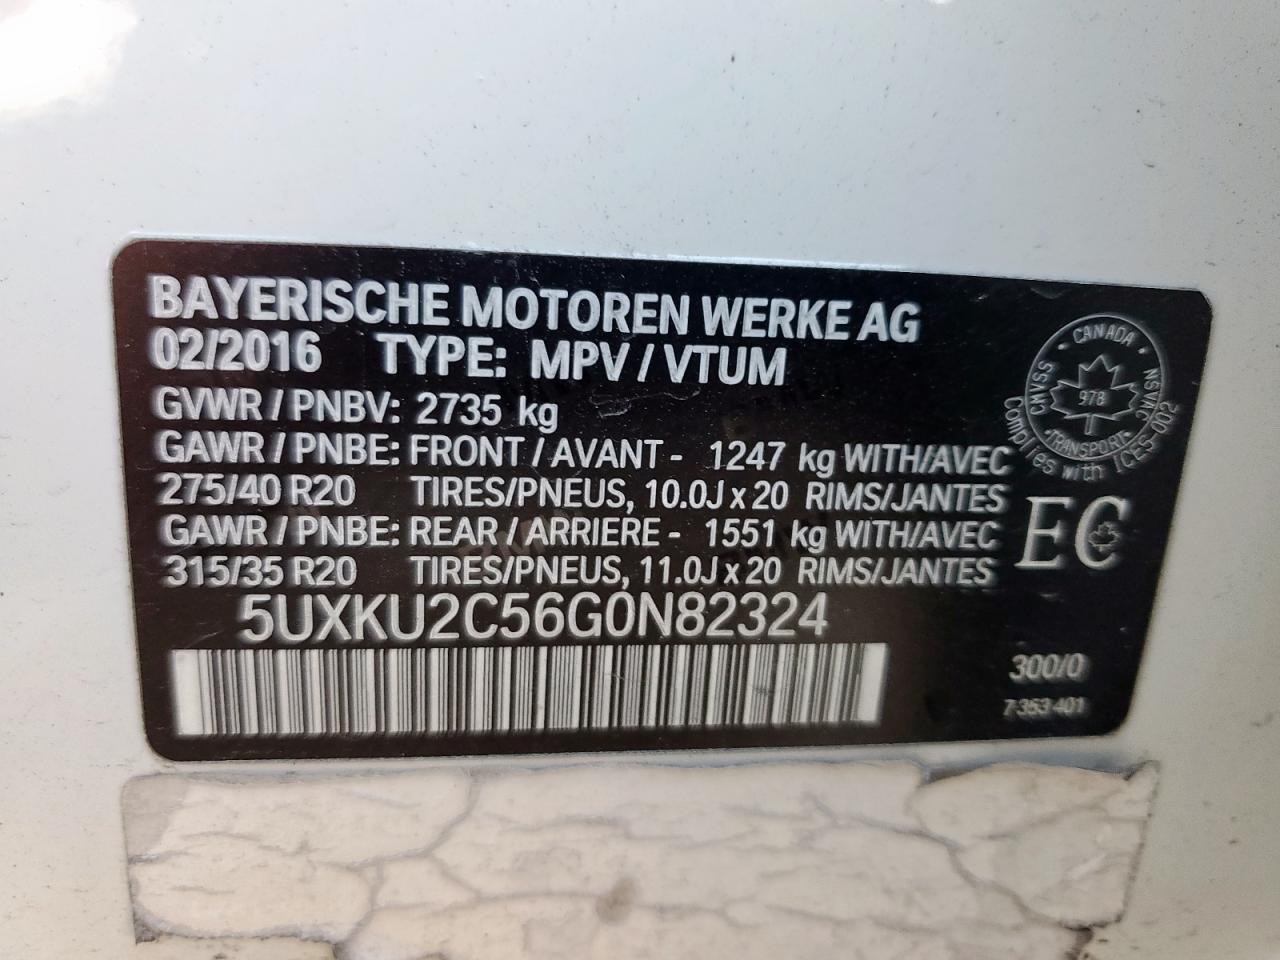 BAYERISCHE MOTOREN WERKE AG
02/2016 TYPE: MPV / VTUM
GVWR / PNBV: 2735 kg
GAWR / PNBE: FRONT / AVANT - 1247 kg WITH/AVEC
275/40 R20 TIRES/PNEUS, 10.0J x 20 RIMS/JANTES
GAWR / PNBE: REAR / ARRIERE - 1551 kg WITH/AVEC
315/35 R20 TIRES/PNEUS, 11.0J x 20 RIMS/JANTES
5UXKU2C56G0N82324
CANADA
CMVSS
NSVAC
978
TRANSPORT
Complies with ICES-002
EC
300/0
7 353 401